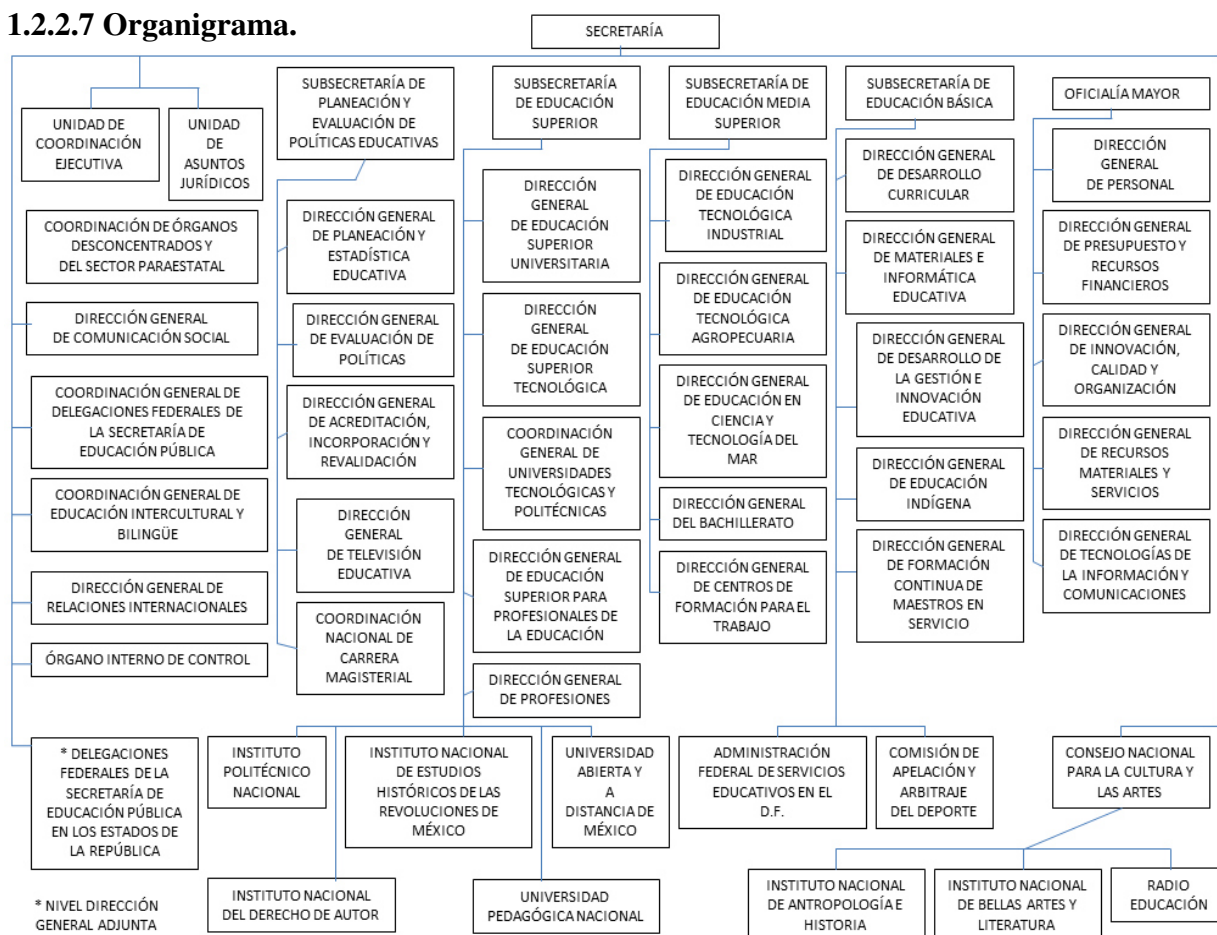 1.2.2.7 Organigrama.
SECRETARÍA
UNIDAD DE
COORDINACIÓN
EJECUTIVA
UNIDAD
DE
ASUNTOS
JURÍDICOS
COORDINACIÓN DE ÓRGANOS
DESCONCENTRADOS Y
DEL SECTOR PARAESTATAL
DIRECCIÓN GENERAL
DE COMUNICACIÓN SOCIAL
COORDINACIÓN GENERAL DE
DELEGACIONES FEDERALES DE
LA SECRETARÍA DE
EDUCACIÓN PÚBLICA
COORDINACIÓN GENERAL DE
EDUCACIÓN INTERCULTURAL Y
BILINGÜE
DIRECCIÓN GENERAL DE
RELACIONES INTERNACIONALES
ÓRGANO INTERNO DE CONTROL
* DELEGACIONES
FEDERALES DE LA
SECRETARÍA DE
EDUCACIÓN PÚBLICA
EN LOS ESTADOS DE
LA REPÚBLICA
* NIVEL DIRECCIÓN
GENERAL ADJUNTA
SUBSECRETARÍA DE
PLANEACIÓN Y
EVALUACIÓN DE
POLÍTICAS EDUCATIVAS
DIRECCIÓN GENERAL
DE PLANEACIÓN Y
ESTADÍSTICA
EDUCATIVA
DIRECCIÓN GENERAL
DE EVALUACIÓN DE
POLÍTICAS
DIRECCIÓN GENERAL
DE ACREDITACIÓN,
INCORPORACIÓN Y
REVALIDACIÓN
DIRECCIÓN
GENERAL
DE TELEVISIÓN
EDUCATIVA
COORDINACIÓN
NACIONAL DE
CARRERA
MAGISTERIAL
SUBSECRETARÍA
DE EDUCACIÓN
SUPERIOR
DIRECCIÓN
GENERAL
DE EDUCACIÓN
SUPERIOR
UNIVERSITARIA
DIRECCIÓN
GENERAL
DE EDUCACIÓN
SUPERIOR
TECNOLÓGICA
COORDINACIÓN
GENERAL DE
UNIVERSIDADES
TECNOLÓGICAS Y
POLITÉCNICAS
DIRECCIÓN GENERAL
DE EDUCACIÓN
SUPERIOR PARA
PROFESIONALES DE
LA EDUCACIÓN
DIRECCIÓN GENERAL
DE PROFESIONES
INSTITUTO
POLITÉCNICO
NACIONAL
INSTITUTO NACIONAL
DE ESTUDIOS
HISTÓRICOS DE LAS
REVOLUCIONES DE
MÉXICO
UNIVERSIDAD
ABIERTA Y
A
DISTANCIA DE
MÉXICO
INSTITUTO NACIONAL
DEL DERECHO DE AUTOR
UNIVERSIDAD
PEDAGÓGICA NACIONAL
SUBSECRETARÍA DE
EDUCACIÓN MEDIA
SUPERIOR
DIRECCIÓN GENERAL
DE EDUCACIÓN
TECNOLÓGICA
INDUSTRIAL
DIRECCIÓN GENERAL
DE EDUCACIÓN
TECNOLÓGICA
AGROPECUARIA
DIRECCIÓN GENERAL
DE EDUCACIÓN EN
CIENCIA Y
TECNOLOGÍA DEL
MAR
DIRECCIÓN GENERAL
DEL BACHILLERATO
DIRECCIÓN GENERAL
DE CENTROS DE
FORMACIÓN PARA EL
TRABAJO
SUBSECRETARÍA DE
EDUCACIÓN BÁSICA
DIRECCIÓN GENERAL
DE DESARROLLO
CURRICULAR
DIRECCIÓN GENERAL
DE MATERIALES E
INFORMÁTICA
EDUCATIVA
DIRECCIÓN GENERAL
DE DESARROLLO DE
LA GESTIÓN E
INNOVACIÓN
EDUCATIVA
DIRECCIÓN GENERAL
DE EDUCACIÓN
INDÍGENA
DIRECCIÓN GENERAL
DE FORMACIÓN
CONTINUA DE
MAESTROS EN
SERVICIO
ADMINISTRACIÓN
FEDERAL DE SERVICIOS
EDUCATIVOS EN EL
D.F.
COMISIÓN DE
APELACIÓN Y
ARBITRAJE
DEL DEPORTE
OFICIALÍA MAYOR
DIRECCIÓN
GENERAL
DE PERSONAL
DIRECCIÓN GENERAL
DE PRESUPUESTO Y
RECURSOS
FINANCIEROS
DIRECCIÓN GENERAL
DE INNOVACIÓN,
CALIDAD Y
ORGANIZACIÓN
DIRECCIÓN GENERAL
DE RECURSOS
MATERIALES Y
SERVICIOS
DIRECCIÓN GENERAL
DE TECNOLOGÍAS DE
LA INFORMACIÓN Y
COMUNICACIONES
CONSEJO NACIONAL
PARA LA CULTURA Y
LAS ARTES
INSTITUTO NACIONAL
DE ANTROPOLOGÍA E
HISTORIA
INSTITUTO NACIONAL
DE BELLAS ARTES Y
LITERATURA
RADIO
EDUCACIÓN